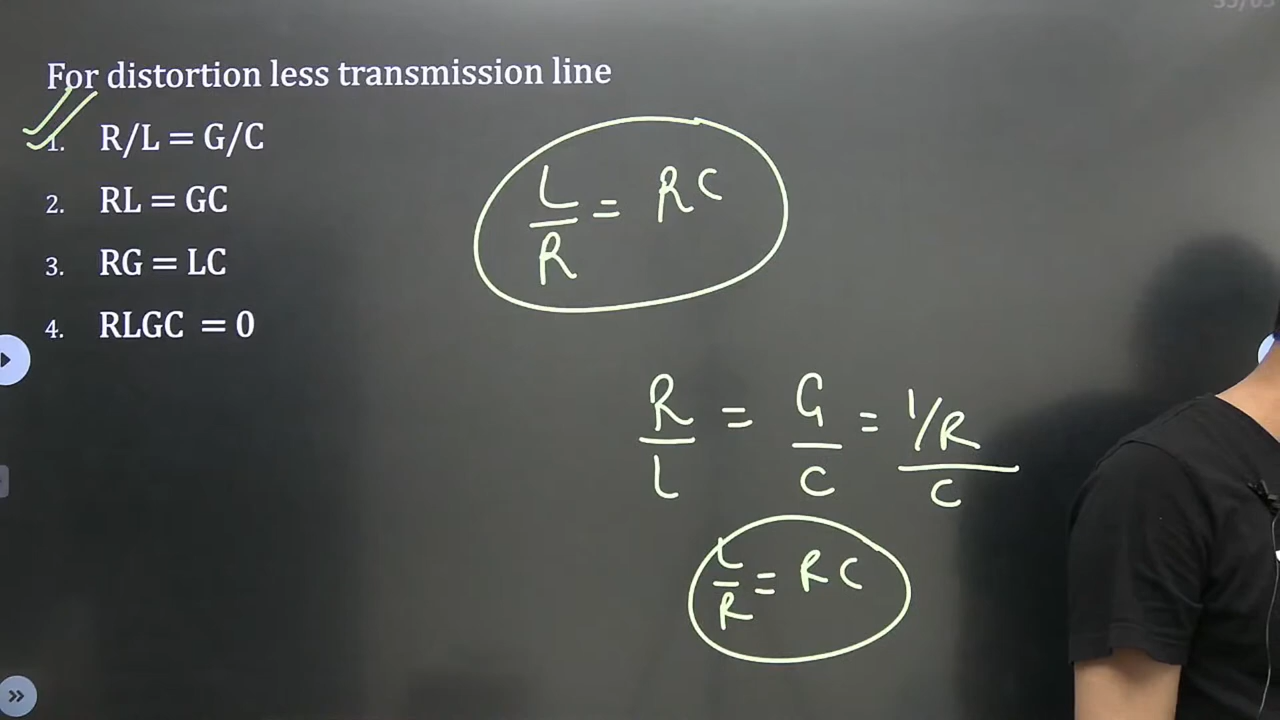 For distortion less transmission line
1. R/L = G/C
2. RL = GC
3. RG = LC
4. RLGC = 0
L/R = RC
R/L = G/C = 1/R/C
L/R = RC